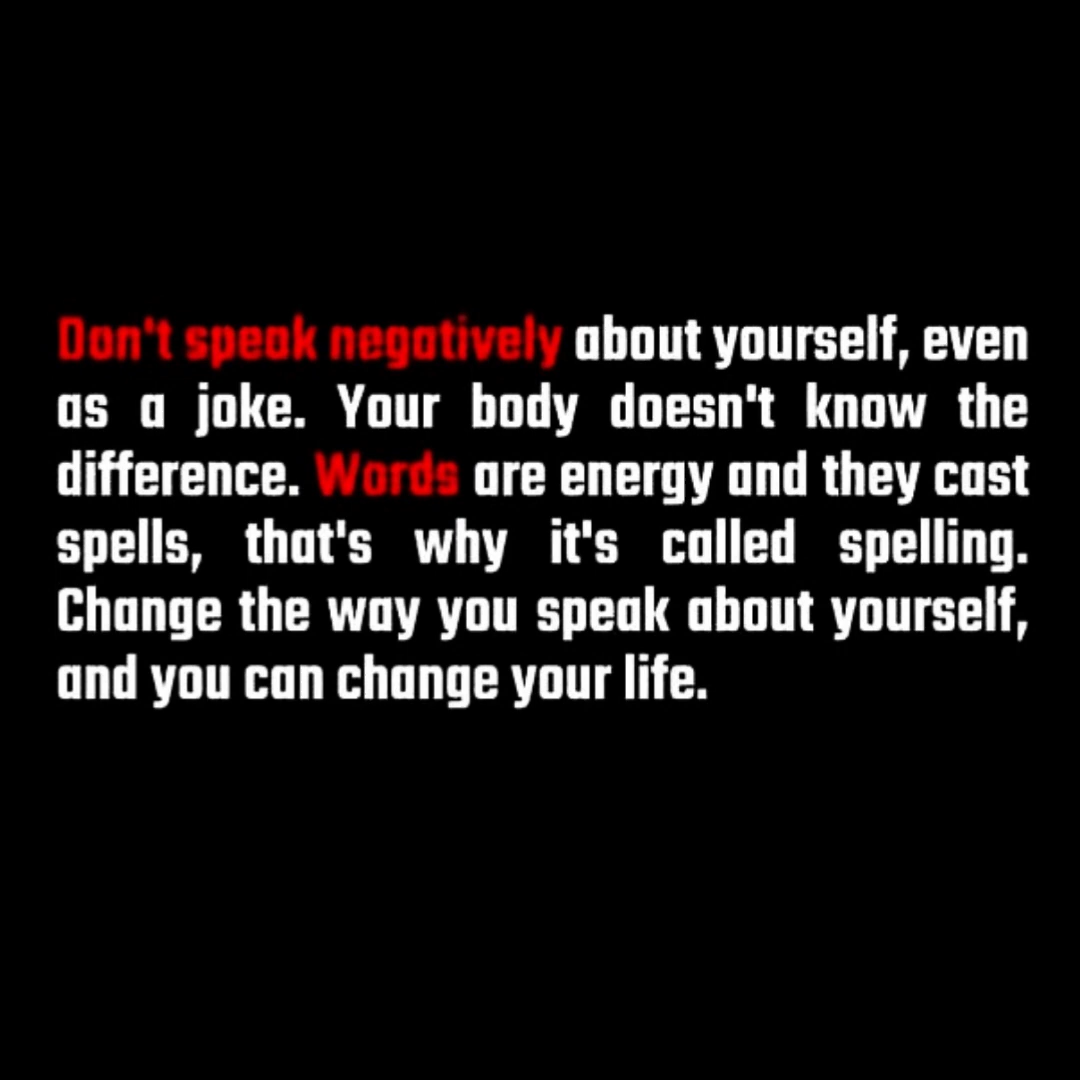 Don't speak negatively about yourself, even
as a joke. Your body doesn't know the
difference. Words are energy and they cast
spells, that's why it's called spelling.
Change the way you speak about yourself,
and you can change your life.